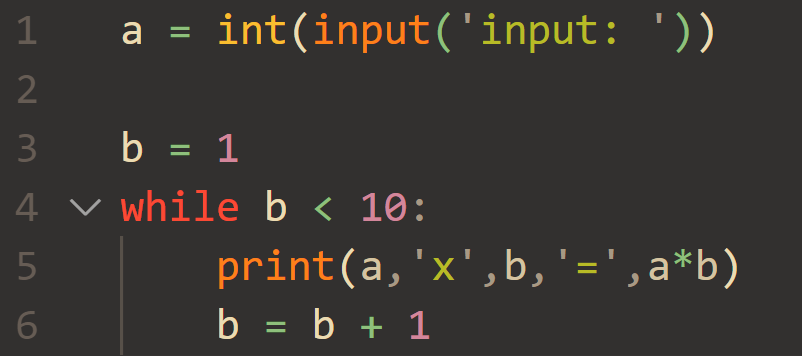 1 a = int(input('input: '))
2
3 b = 1
4 while b < 10:
5 print(a,'x',b,'=',a*b)
6 b = b + 1